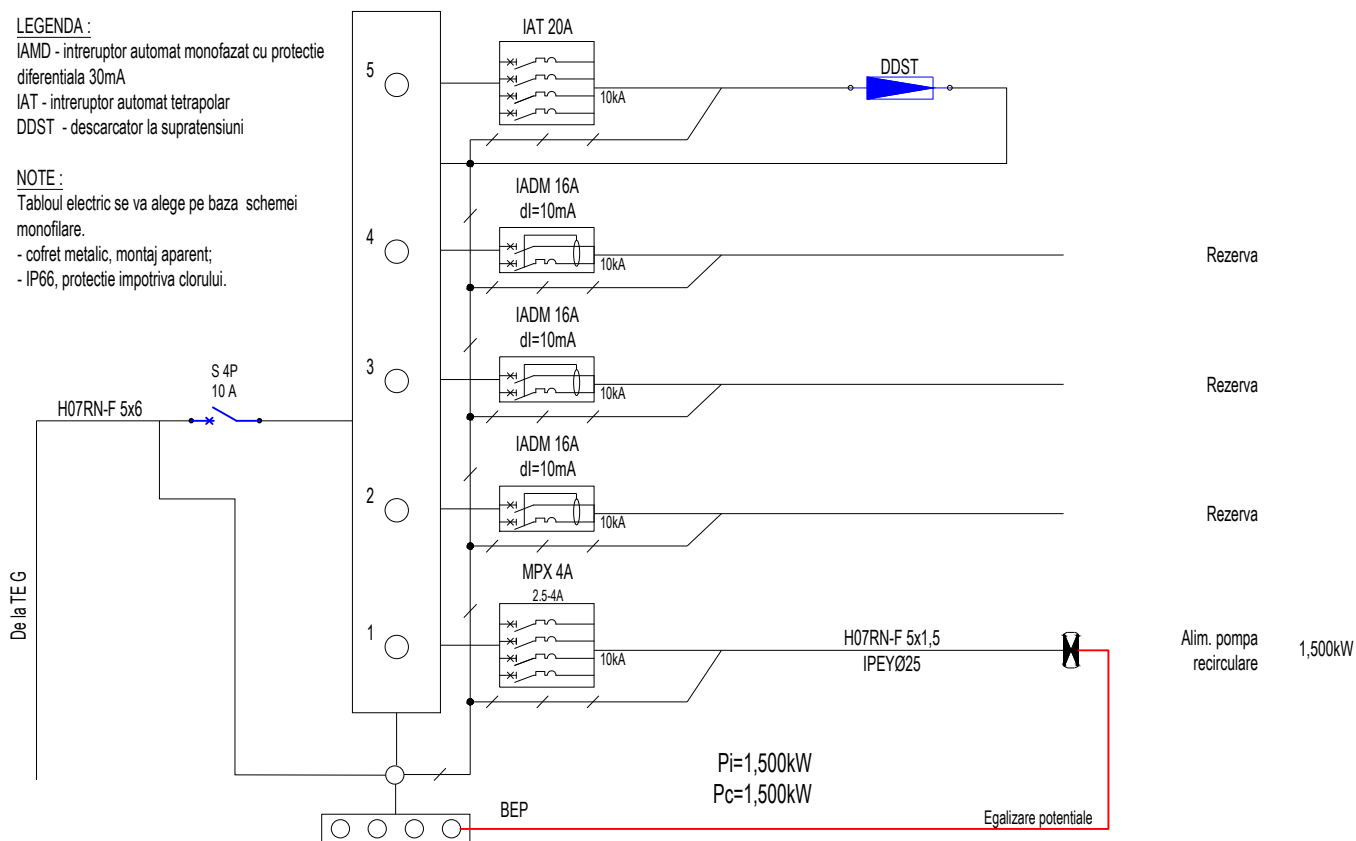 LEGENDA :
IAMD - intreruptor automat monofazat cu protectie
diferentiala 30mA
IAT - intreruptor automat tetrapolar
DDST - descarcator la supratensiuni
NOTE :
Tabloul electric se va alege pe baza schemei
monofilare.
- cofret metalic, montaj aparent;
- IP66, protectie impotriva clorului.
De la TE G
H07RN-F 5x6
S 4P
10 A
5
IAT 20A
10kA
DDST
4
IADM 16A
dI=10mA
10kA
Rezerva
3
IADM 16A
dI=10mA
10kA
Rezerva
2
IADM 16A
dI=10mA
10kA
Rezerva
1
MPX 4A
2.5-4A
10kA
H07RN-F 5x1,5
IPEYØ25
Alim. pompa
recirculare
1,500kW
Pi=1,500kW
Pc=1,500kW
BEP
Egalizare potentiale